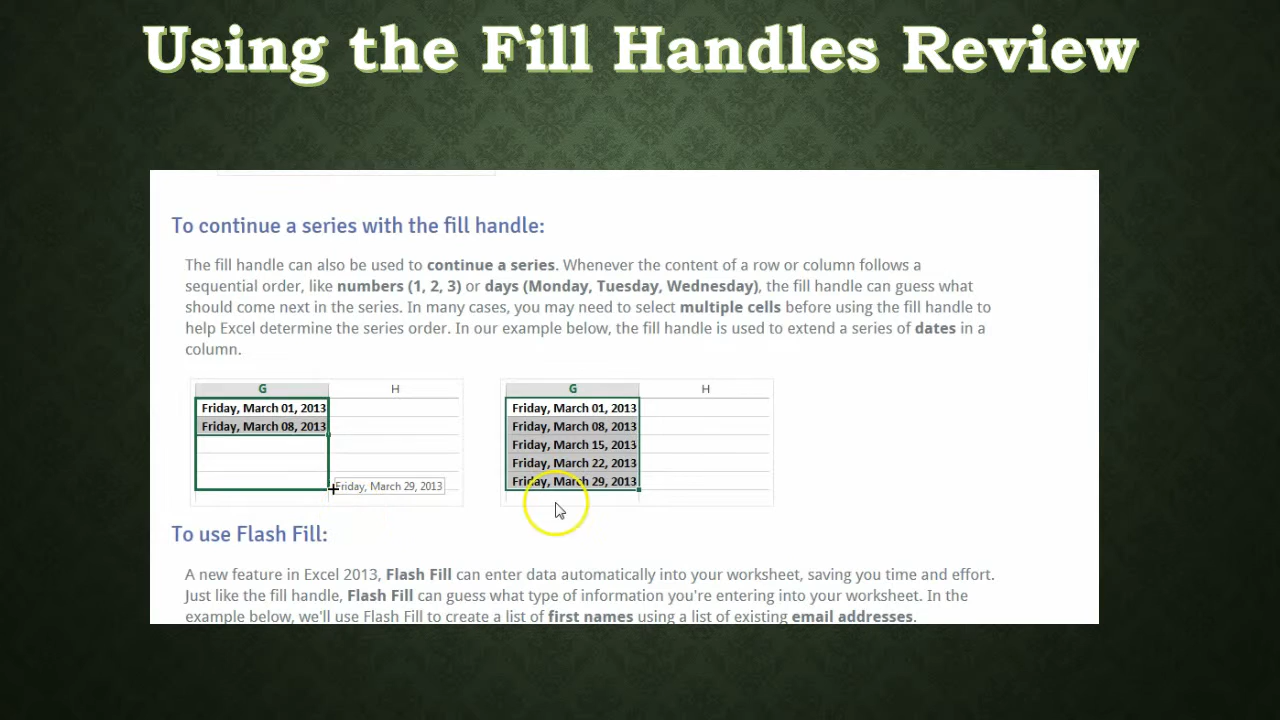 Using the Fill Handles Review
To continue a series with the fill handle:
The fill handle can also be used to continue a series. Whenever the content of a row or column follows a
sequential order, like numbers (1, 2, 3) or days (Monday, Tuesday, Wednesday), the fill handle can guess what
should come next in the series. In many cases, you may need to select multiple cells before using the fill handle to
help Excel determine the series order. In our example below, the fill handle is used to extend a series of dates in a
column.
G H
Friday, March 01, 2013
Friday, March 08, 2013
Friday, March 29, 2013
G H
Friday, March 01, 2013
Friday, March 08, 2013
Friday, March 15, 2013
Friday, March 22, 2013
Friday, March 29, 2013
To use Flash Fill:
A new feature in Excel 2013, Flash Fill can enter data automatically into your worksheet, saving you time and effort.
Just like the fill handle, Flash Fill can guess what type of information you're entering into your worksheet. In the
example below, we'll use Flash Fill to create a list of first names using a list of existing email addresses.